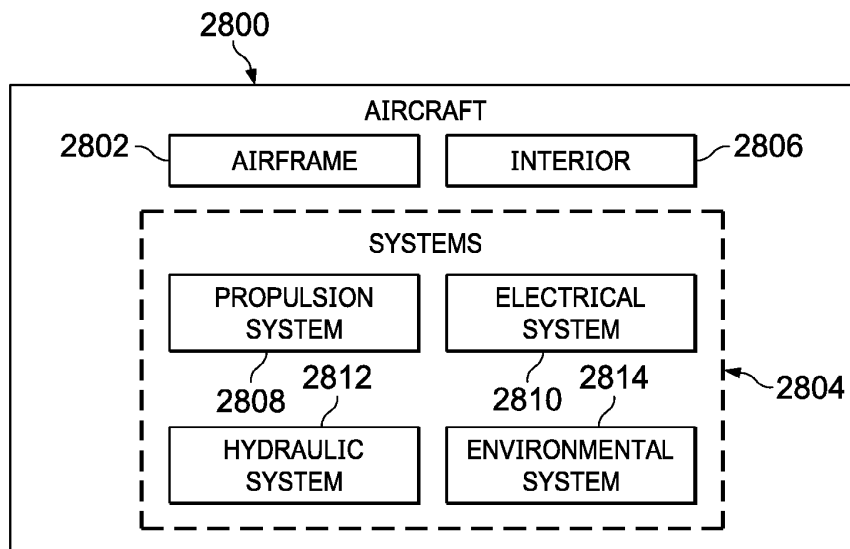 2800
AIRCRAFT
2802
AIRFRAME
INTERIOR
2806
SYSTEMS
PROPULSION
SYSTEM
ELECTRICAL
SYSTEM
2808
2812
2810
2814
2804
HYDRAULIC
SYSTEM
ENVIRONMENTAL
SYSTEM